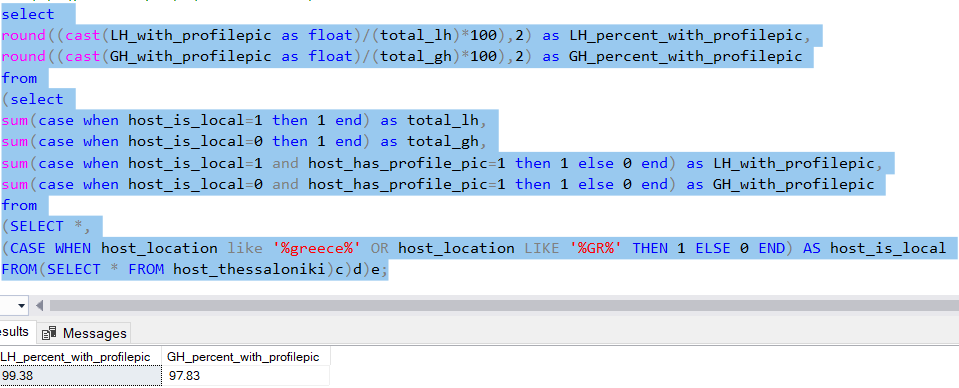 select
round((cast(LH_with_profilepic as float)/(total_lh)*100),2) as LH_percent_with_profilepic,
round((cast(GH_with_profilepic as float)/(total_gh)*100),2) as GH_percent_with_profilepic
from
(select
sum(case when host_is_local=1 then 1 end) as total_lh,
sum(case when host_is_local=0 then 1 end) as total_gh,
sum(case when host_is_local=1 and host_has_profile_pic=1 then 1 else 0 end) as LH_with_profilepic,
sum(case when host_is_local=0 and host_has_profile_pic=1 then 1 else 0 end) as GH_with_profilepic
from
(SELECT *,
(CASE WHEN host_location like '%greece%' OR host_location LIKE '%GR%' THEN 1 ELSE 0 END) AS host_is_local
FROM(SELECT * FROM host_thessaloniki)c)d)e;
esults Messages
LH_percent_with_profilepic GH_percent_with_profilepic
99.38 97.83